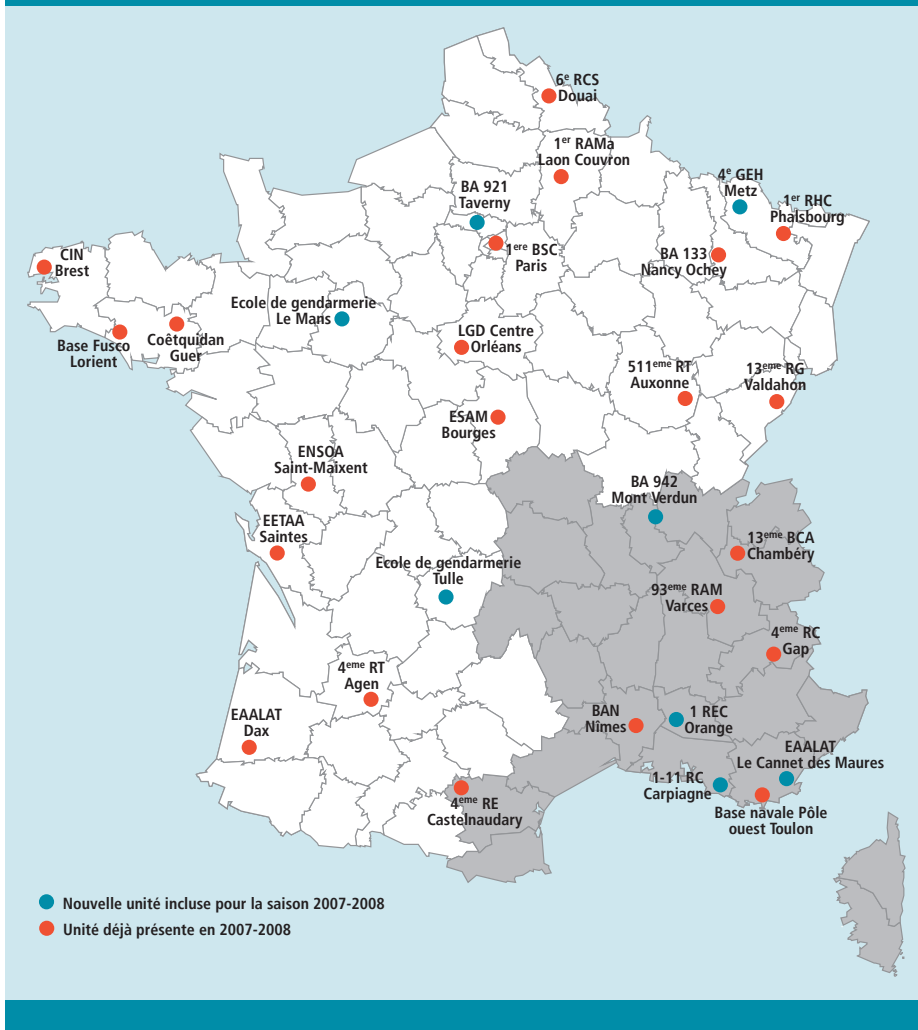 6e RCS
Douai
1er RAMa
Laon Couvron
4e GEH
Metz
BA 921
Taverny
1er RHC
Phalsbourg
1ere BSC
Paris
BA 133
Nancy Ochey
CIN
Brest
Ecole de gendarmerie
Le Mans
Coêtquidan
Guer
Base Fusco
Lorient
LGD Centre
Orléans
511eme RT
Auxonne
13eme RG
Valdahon
ESAM
Bourges
ENSOA
Saint-Maixent
BA 942
Mont Verdun
EETAA
Saintes
13eme BCA
Chambéry
Ecole de gendarmerie
Tulle
93eme RAM
Varces
4eme RC
Gap
4eme RT
Agen
EAALAT
Dax
BAN
Nîmes
1 REC
Orange
EAALAT
Le Cannet des Maures
1-11 RC
Carpiagne
4eme RE
Castelnaudary
Base navale Pôle
ouest Toulon
Nouvelle unité incluse pour la saison 2007-2008
Unité déjà présente en 2007-2008